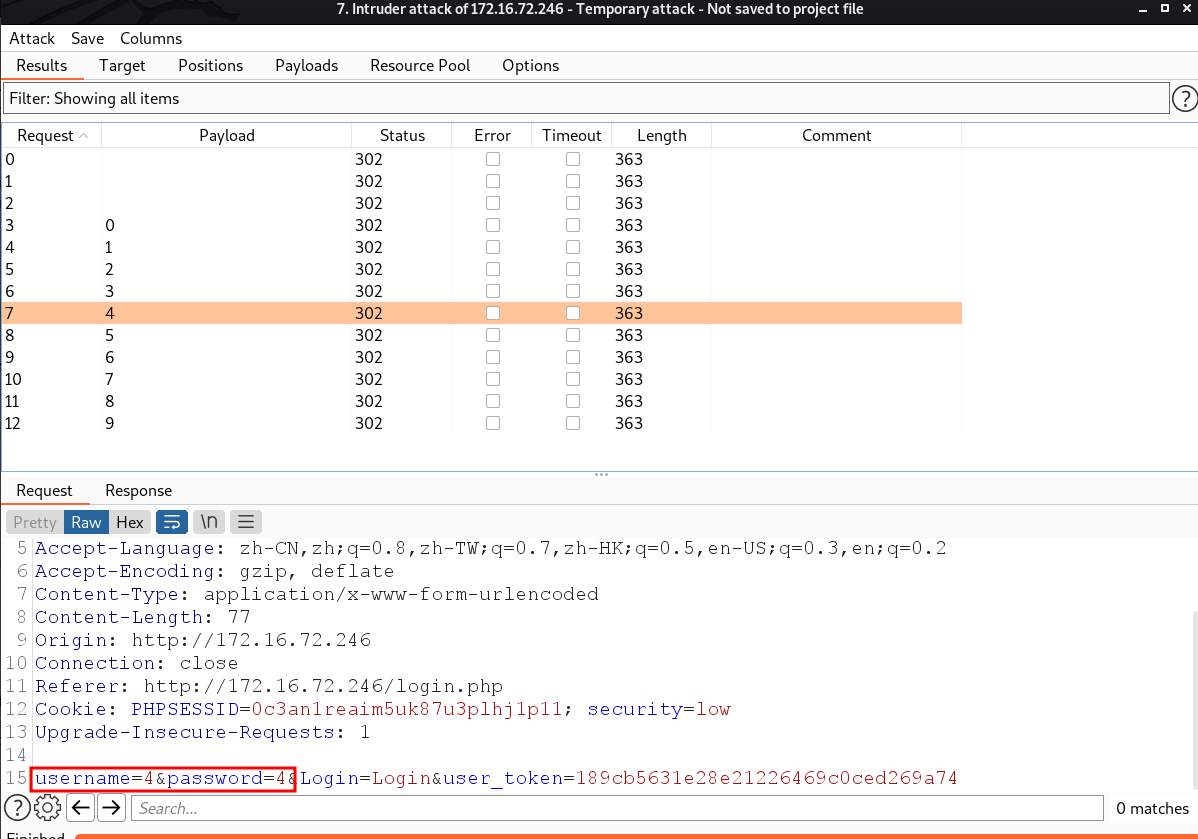 7. Intruder attack of 172.16.72.246 - Temporary attack - Not saved to project file
Attack Save Columns
Results Target Positions Payloads Resource Pool Options
Filter: Showing all items
?
Request Payload Status Error Timeout Length Comment
0 302 363
1 302 363
2 302 363
3 0 302 363
4 1 302 363
5 2 302 363
6 3 302 363
7 4 302 363
8 5 302 363
9 6 302 363
10 7 302 363
11 8 302 363
12 9 302 363
Request Response
Pretty Raw Hex \n
5 Accept-Language: zh-CN,zh;q=0.8,zh-TW;q=0.7,zh-HK;q=0.5,en-US;q=0.3,en;q=0.2
6 Accept-Encoding: gzip, deflate
7 Content-Type: application/x-www-form-urlencoded
8 Content-Length: 77
9 Origin: http://172.16.72.246
10 Connection: close
11 Referer: http://172.16.72.246/login.php
12 Cookie: PHPSESSID=0c3an1reaim5uk87u3plhj1p11; security=low
13 Upgrade-Insecure-Requests: 1
14
15 username=4&password=4&Login=Login&user_token=189cb5631e28e21226469c0ced269a74
? Search... 0 matches
Finished